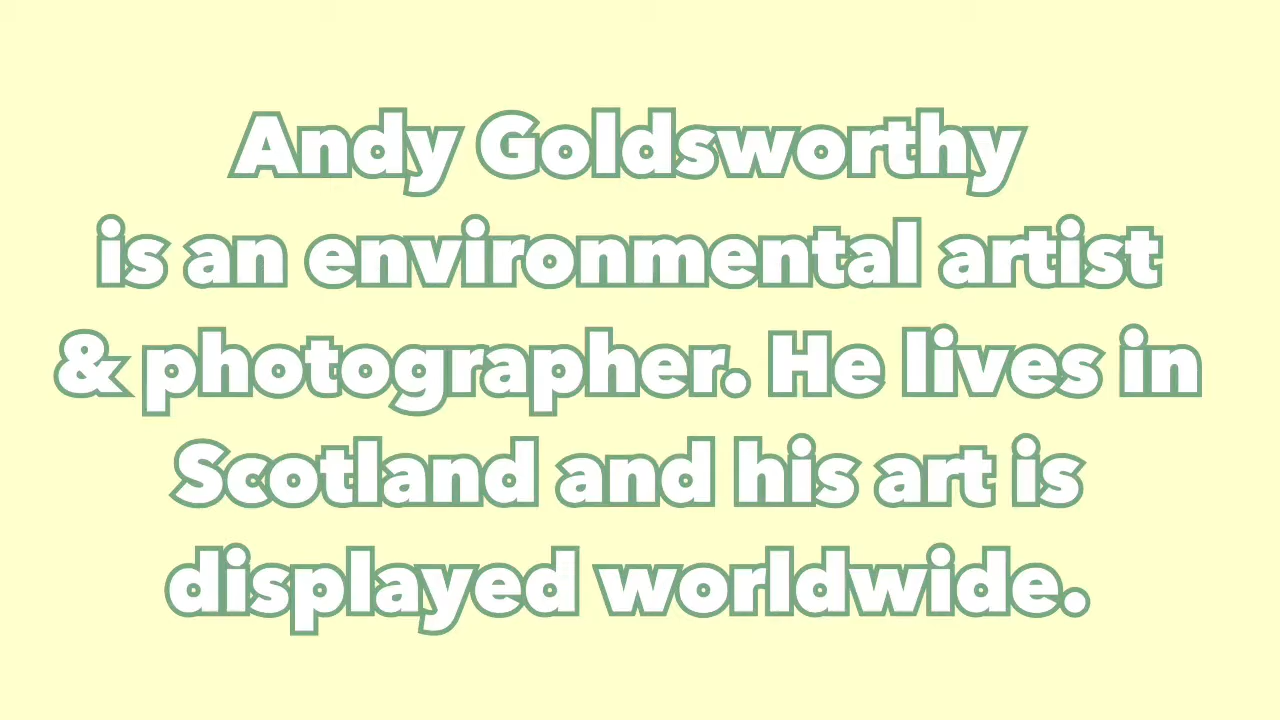 Andy Goldsworthy
is an environmental artist
& photographer. He lives in
Scotland and his art is
displayed worldwide.